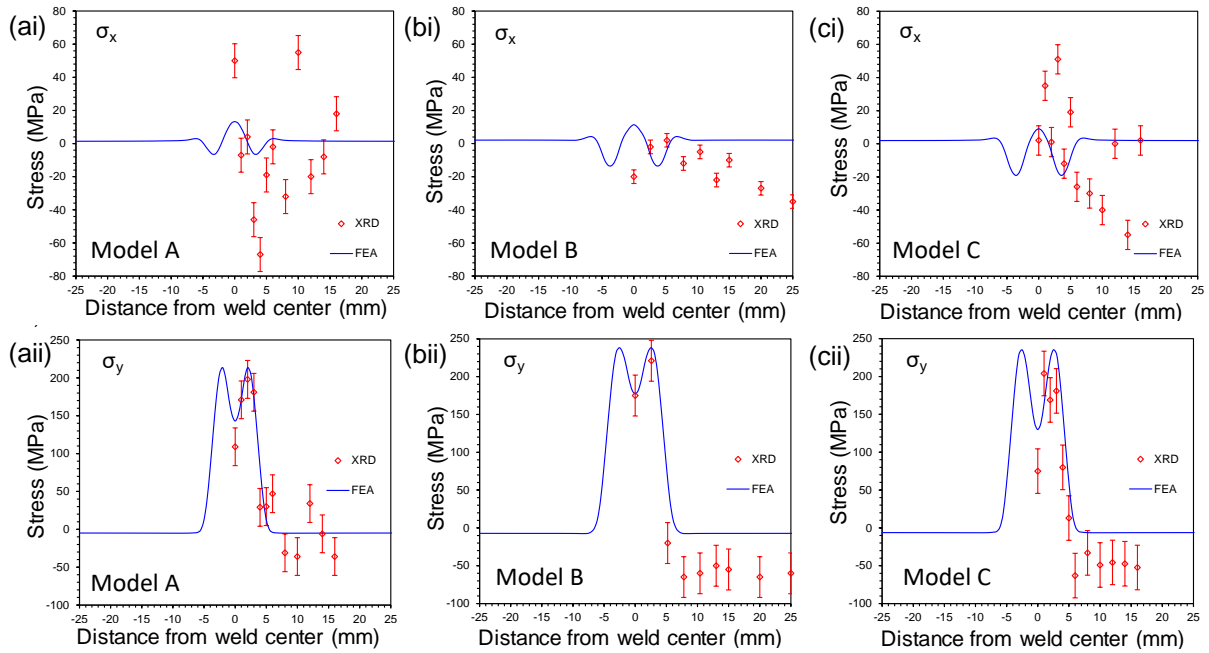 (ai)
σx
80
60
40
20
0
-20
-40
-60
-80
Stress (MPa)
Model A
XRD
FEA
-25 -20 -15 -10 -5 0 5 10 15 20 25
Distance from weld center (mm)
(bi)
σx
80
60
40
20
0
-20
-40
-60
-80
Stress (MPa)
Model B
XRD
FEA
-25 -20 -15 -10 -5 0 5 10 15 20 25
Distance from weld center (mm)
(ci)
σx
80
60
40
20
0
-20
-40
-60
-80
Stress (MPa)
Model C
XRD
FEA
-25 -20 -15 -10 -5 0 5 10 15 20 25
Distance from weld center (mm)
(aii)
σy
250
200
150
100
50
0
-50
-100
Stress (MPa)
XRD
FEA
Model A
-25 -20 -15 -10 -5 0 5 10 15 20 25
Distance from weld center (mm)
(bii)
σy
250
200
150
100
50
0
-50
-100
Stress (MPa)
XRD
FEA
Model B
-25 -20 -15 -10 -5 0 5 10 15 20 25
Distance from weld center (mm)
(cii)
σy
250
200
150
100
50
0
-50
-100
Stress (MPa)
XRD
FEA
Model C
-25 -20 -15 -10 -5 0 5 10 15 20 25
Distance from weld center (mm)